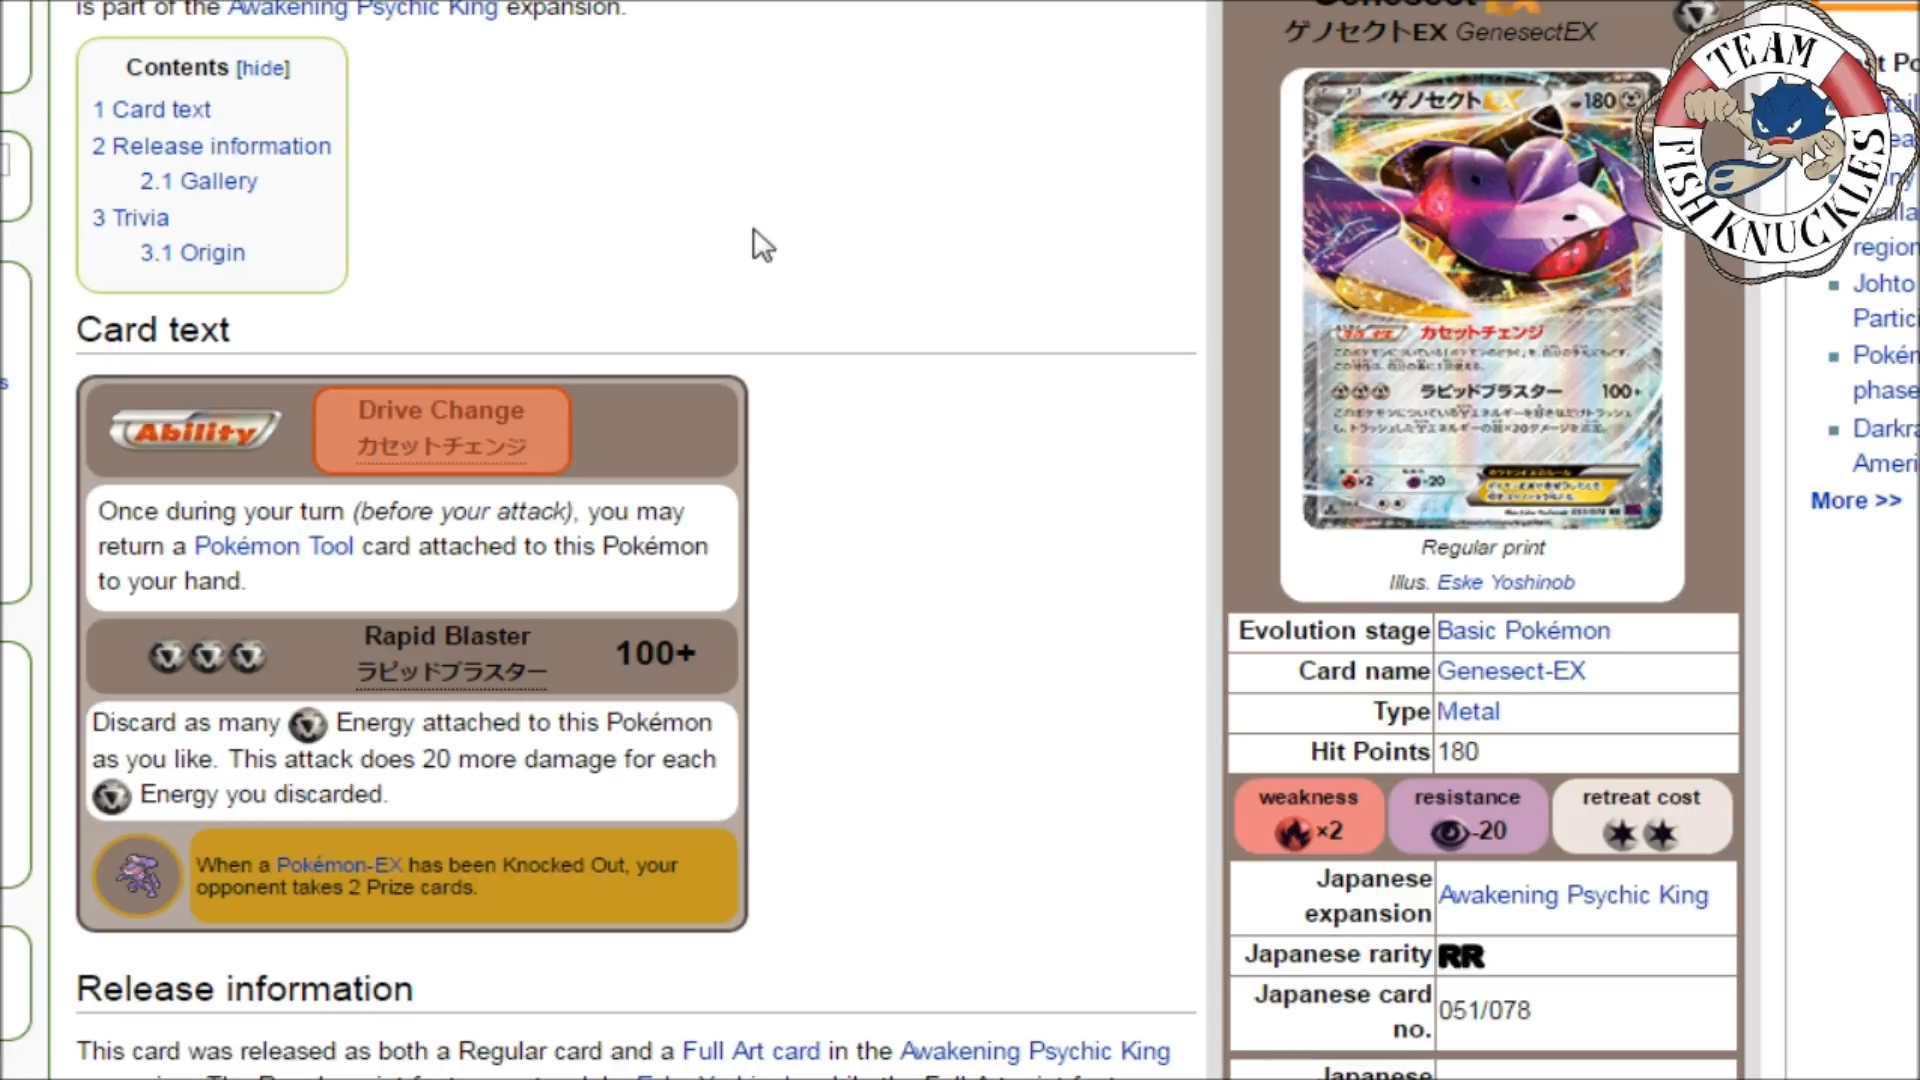 is part of the Awakening Psychic King expansion.
Contents [hide]
1 Card text
2 Release information
2.1 Gallery
3 Trivia
3.1 Origin
Card text
Ability
Drive Change
カセットチェンジ
Once during your turn (before your attack), you may
return a Pokémon Tool card attached to this Pokémon
to your hand.
Rapid Blaster
ラピッドブラスター
100+
Discard as many Energy attached to this Pokémon
as you like. This attack does 20 more damage for each
Energy you discarded.
When a Pokémon-EX has been Knocked Out, your
opponent takes 2 Prize cards.
Release information
This card was released as both a Regular card and a Full Art card in the Awakening Psychic King
ゲノセクトEX GenesectEX
ゲノセクトEX
180
カセットチェンジ
ラピッドブラスター 100+
×2
-20
Regular print
Illus. Eske Yoshinob
Evolution stage Basic Pokémon
Card name Genesect-EX
Type Metal
Hit Points 180
weakness
×2
resistance
-20
retreat cost
Japanese
expansion
Awakening Psychic King
Japanese rarity RR
Japanese card
no.
051/078
Japanese
TEAM
FISH KNUCKLES
region
Johto
Partic
Pokém
phase
Darkra
Ameri
More >>